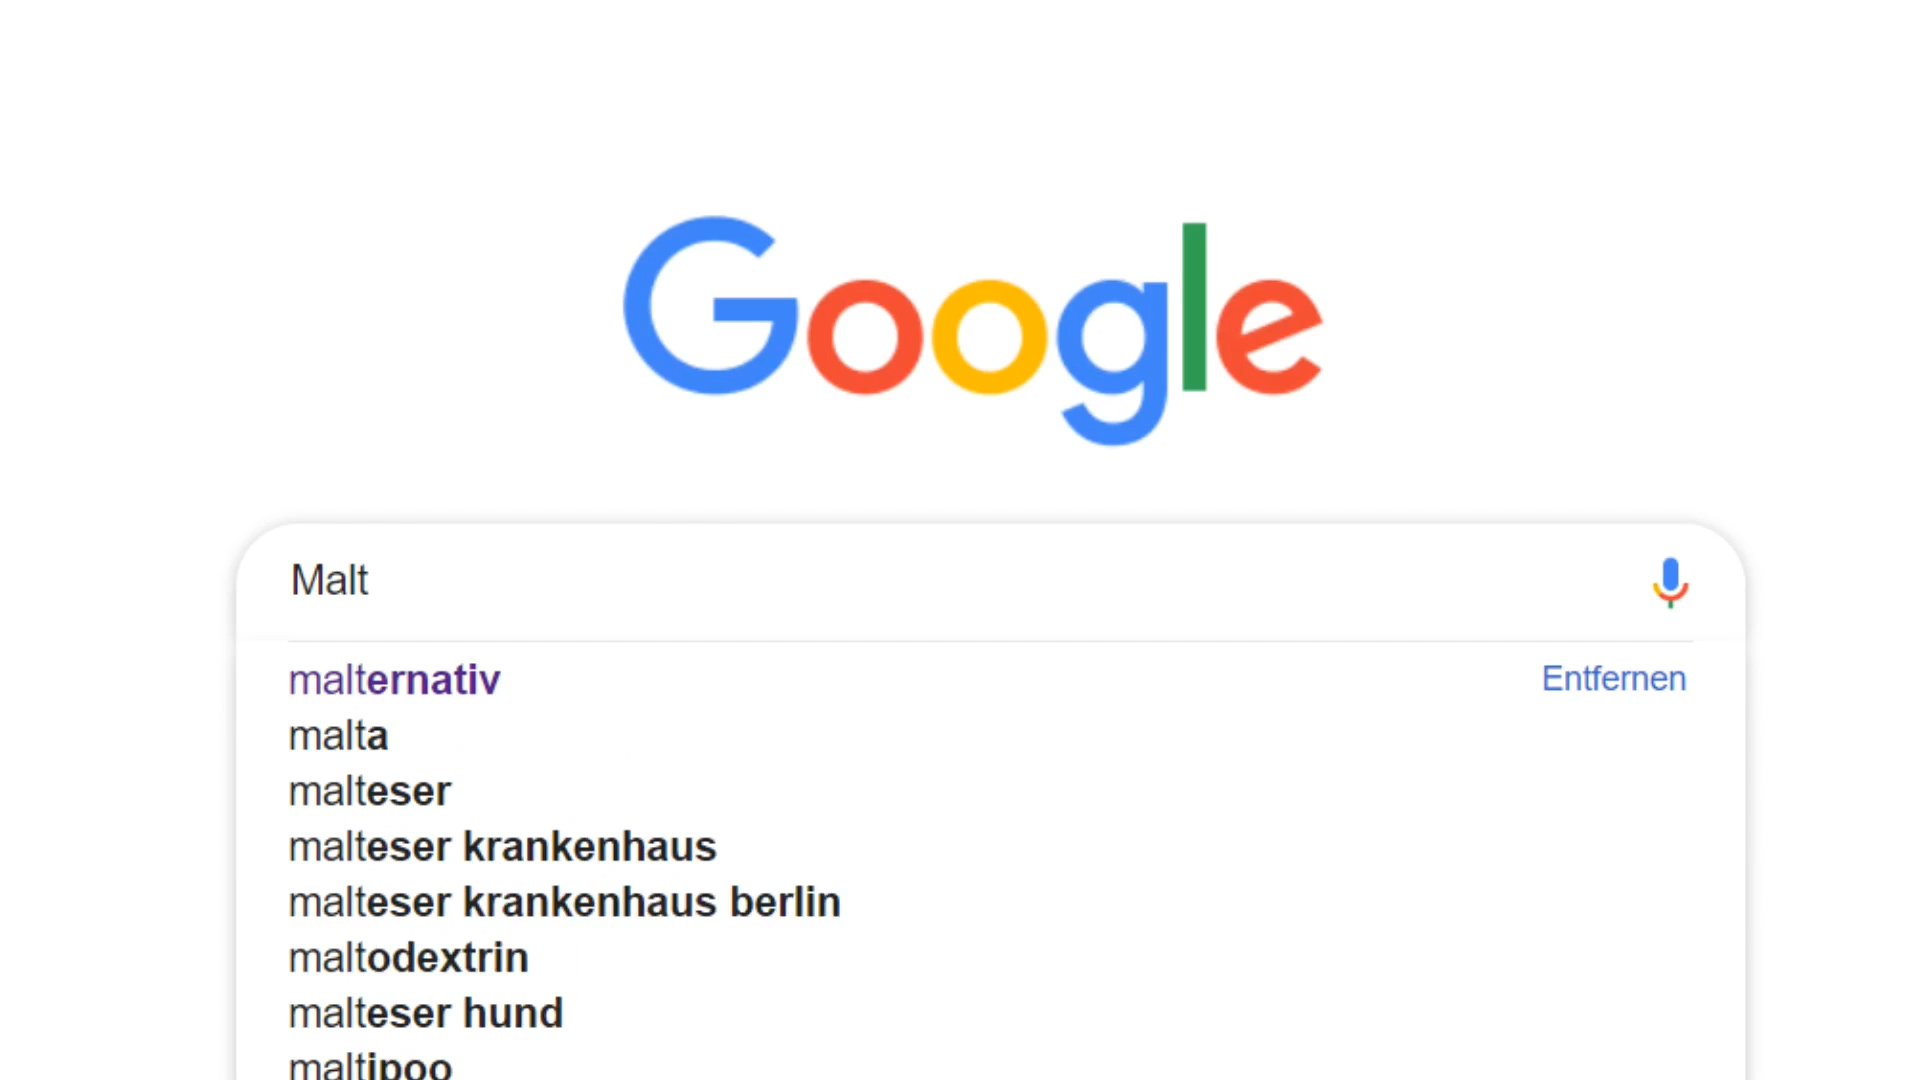 Google
Malt
malternativ Entfernen
malta
malteser
malteser krankenhaus
malteser krankenhaus berlin
maltodextrin
malteser hund
maltipoo